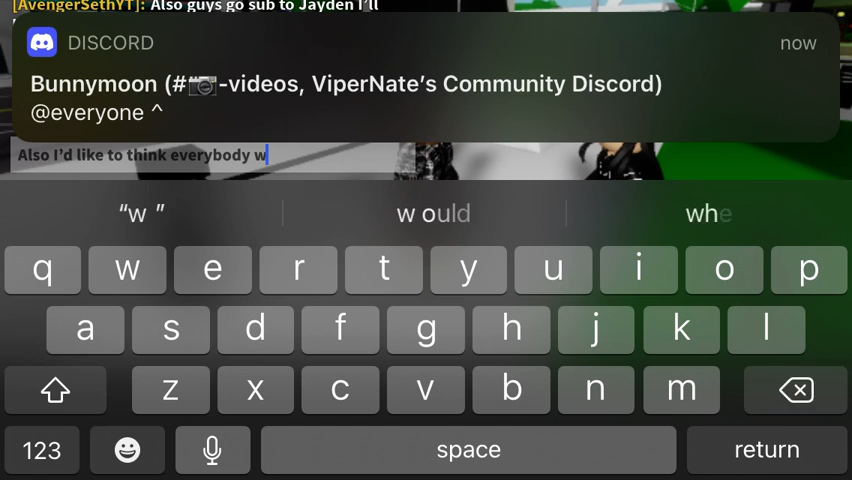 [AvengerSethYT]: Also guys go sub to Jayden I'll
DISCORD now
Bunnymoon (#📷-videos, ViperNate's Community Discord)
@everyone ^
Also I'd like to think everybody w
"w " w ould whe
q w e r t y u i o p
a s d f g h j k l
z x c v b n m
123 space return